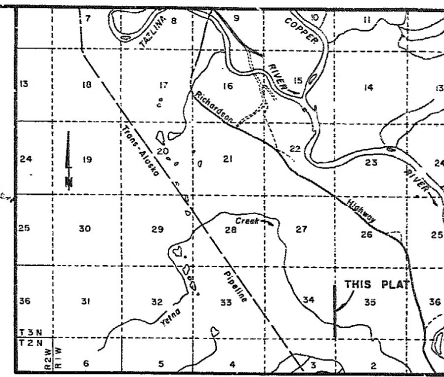 7 8 9 10 11
TAZLINA
COPPER
RIVER
13 18 17 16 15 14 13
Richardson
Trans-Alaska
24 19 20 21 22 23 24
RIVER
Highway
25 30 29 28 27 26 25
Creek
Pipeline
THIS PLAT
36 31 32 33 34 35 36
Yetna
T3N
T2N
R2W
R1W
6 5 4 3 2